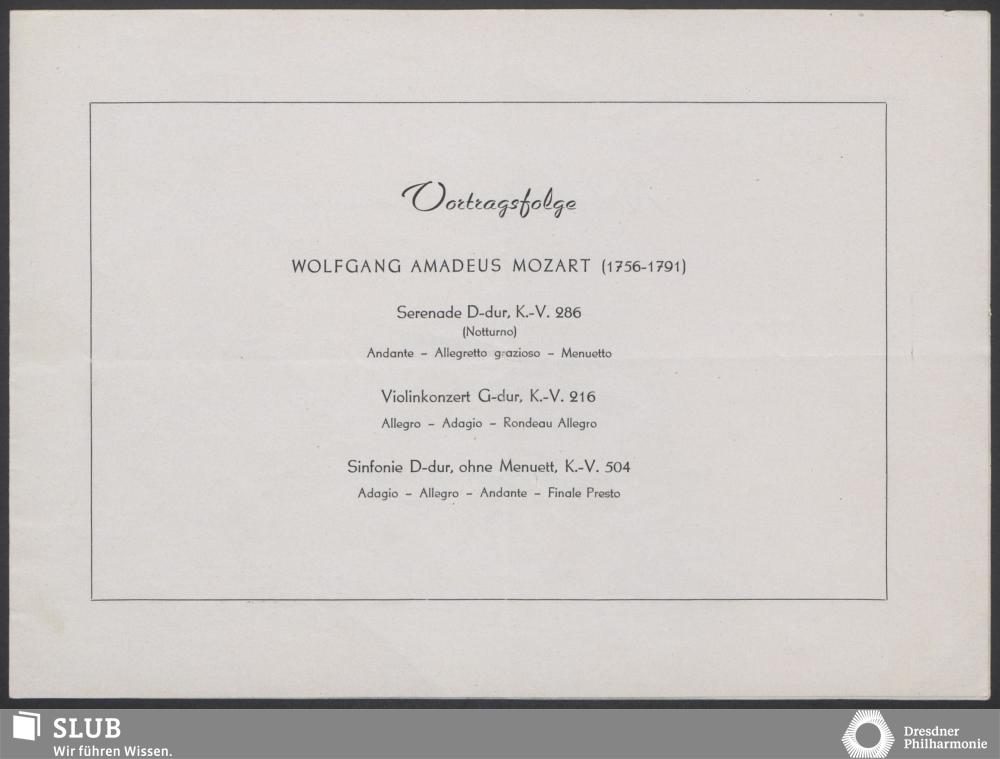 Vortragsfolge
WOLFGANG AMADEUS MOZART (1756-1791)
Serenade D-dur, K.-V. 286
(Notturno)
Andante – Allegretto grazioso – Menuetto
Violinkonzert G-dur, K.-V. 216
Allegro – Adagio – Rondeau Allegro
Sinfonie D-dur, ohne Menuett, K.-V. 504
Adagio – Allegro – Andante – Finale Presto
SLUB
Wir führen Wissen.
Dresdner
Philharmonie